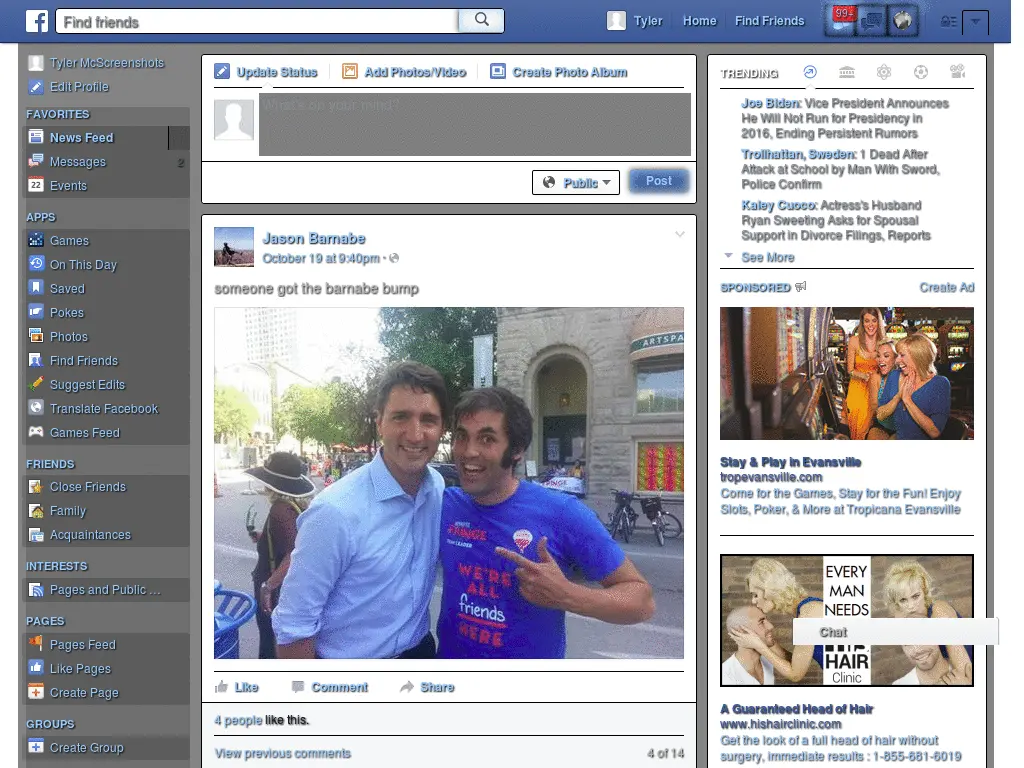 Find friends
Tyler
Home
Find Friends
99+
Tyler McScreenshots
Edit Profile
FAVORITES
News Feed
Messages 2
22 Events
APPS
Games
On This Day
Saved
Pokes
Photos
Find Friends
Suggest Edits
Translate Facebook
Games Feed
FRIENDS
Close Friends
Family
Acquaintances
INTERESTS
Pages and Public ...
PAGES
Pages Feed
Like Pages
Create Page
GROUPS
Create Group
Update Status
Add Photos/Video
Create Photo Album
What's on your mind?
Public
Post
Jason Barnabe
October 19 at 9:40pm ·
someone got the barnabe bump
ARTSPA
FRINGE
TEAM LEADER
WE'RE
ALL
friends
HERE
Like
Comment
Share
4 people like this.
View previous comments
4 of 14
TRENDING
Joe Biden: Vice President Announces
He Will Not Run for Presidency in
2016, Ending Persistent Rumors
Trollhattan, Sweden: 1 Dead After
Attack at School by Man With Sword,
Police Confirm
Kaley Cuoco: Actress's Husband
Ryan Sweeting Asks for Spousal
Support in Divorce Filings, Reports
See More
SPONSORED
Create Ad
Stay & Play in Evansville
tropevansville.com
Come for the Games, Stay for the Fun! Enjoy
Slots, Poker, & More at Tropicana Evansville
EVERY
MAN
NEEDS
Chat
HAIR
Clinic
A Guaranteed Head of Hair
www.hishairclinic.com
Get the look of a full head of hair without
surgery, immediate results : 1-855-681-6019